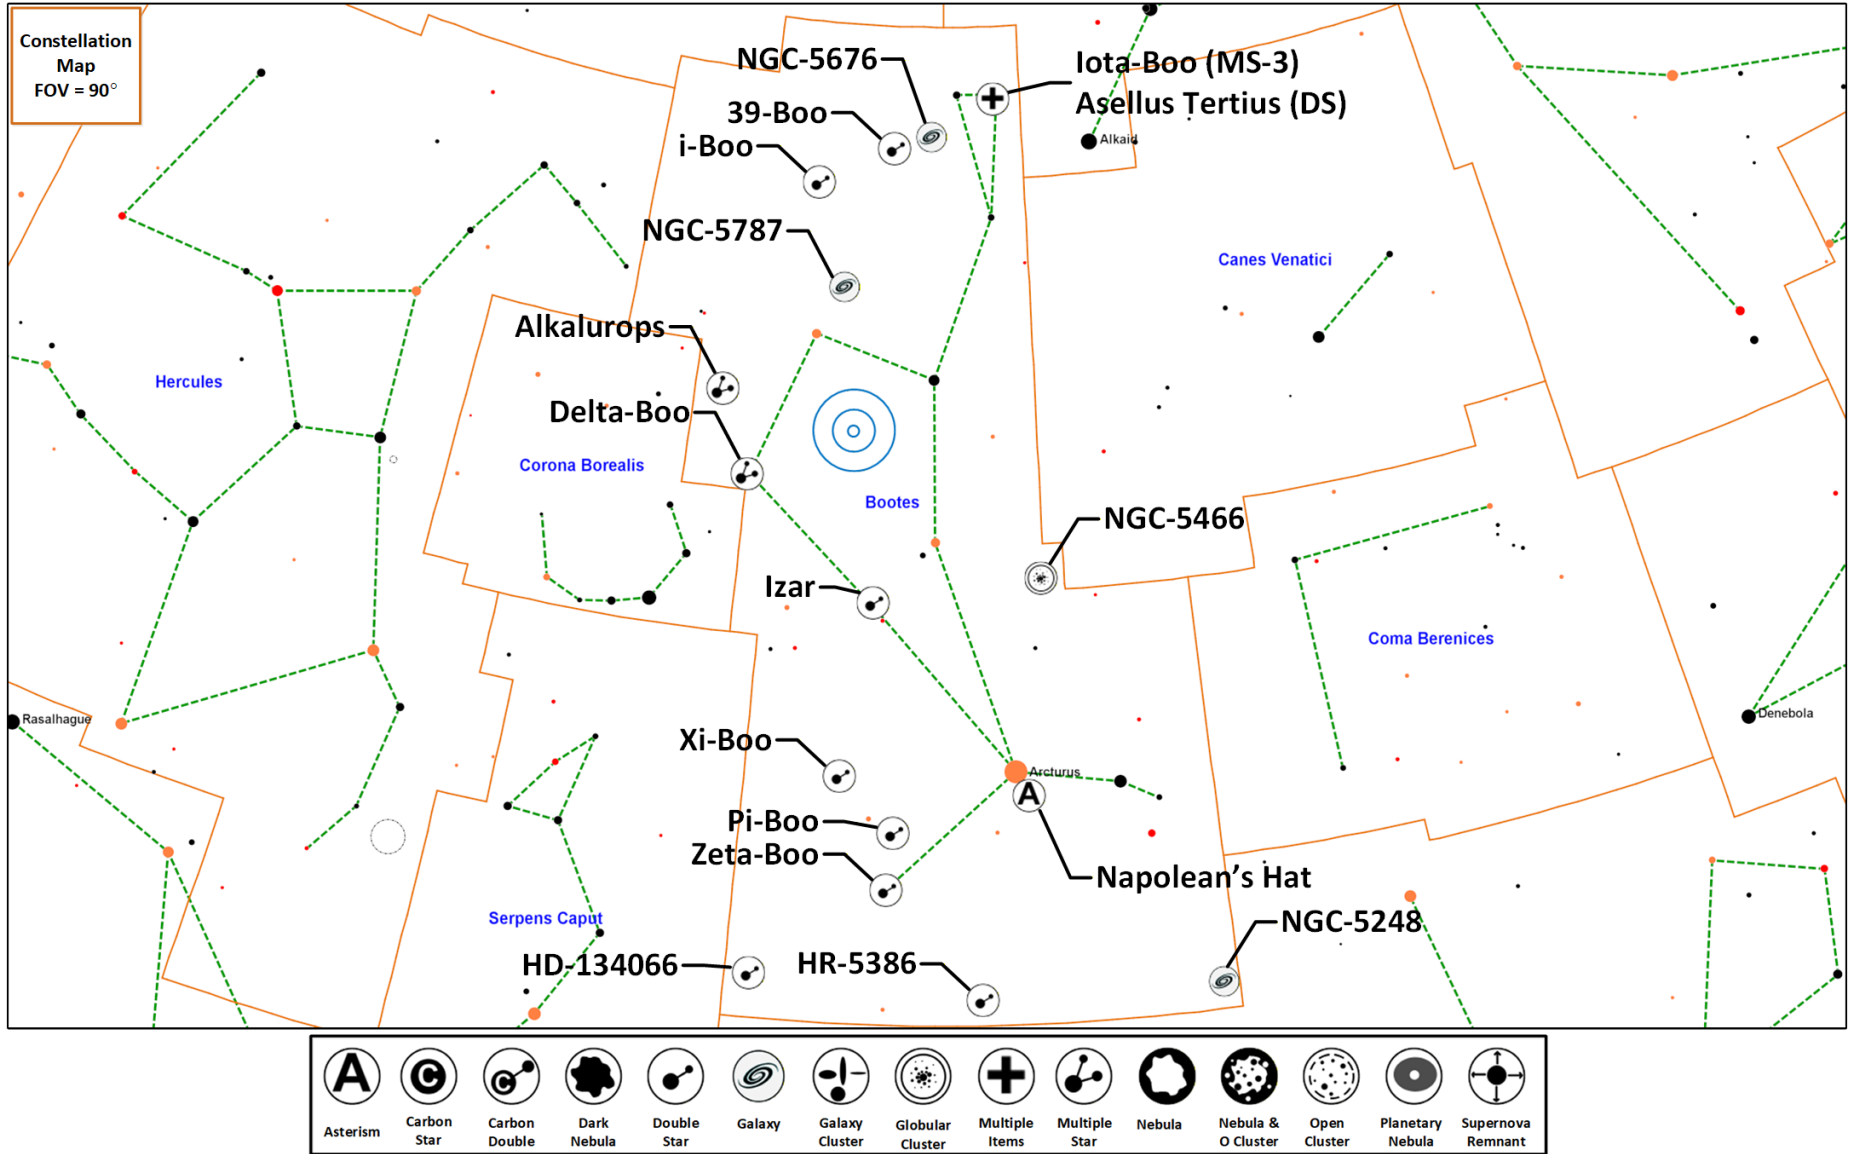 Constellation
Map
FOV = 90°
NGC-5676
Iota-Boo (MS-3)
Asellus Tertius (DS)
39-Boo
Alkaid
i-Boo
NGC-5787
Canes Venatici
Alkalurops
Hercules
Delta-Boo
Corona Borealis
Bootes
NGC-5466
Izar
Coma Berenices
Rasalhague
Denebola
Xi-Boo
Arcturus
Pi-Boo
Zeta-Boo
Napolean's Hat
Serpens Caput
NGC-5248
HD-134066
HR-5386
A
A
C
C
Asterism
Carbon
Star
Carbon
Double
Dark
Nebula
Double
Star
Galaxy
Galaxy
Cluster
Globular
Cluster
Multiple
Items
Multiple
Star
Nebula
Nebula &
O Cluster
Open
Cluster
Planetary
Nebula
Supernova
Remnant